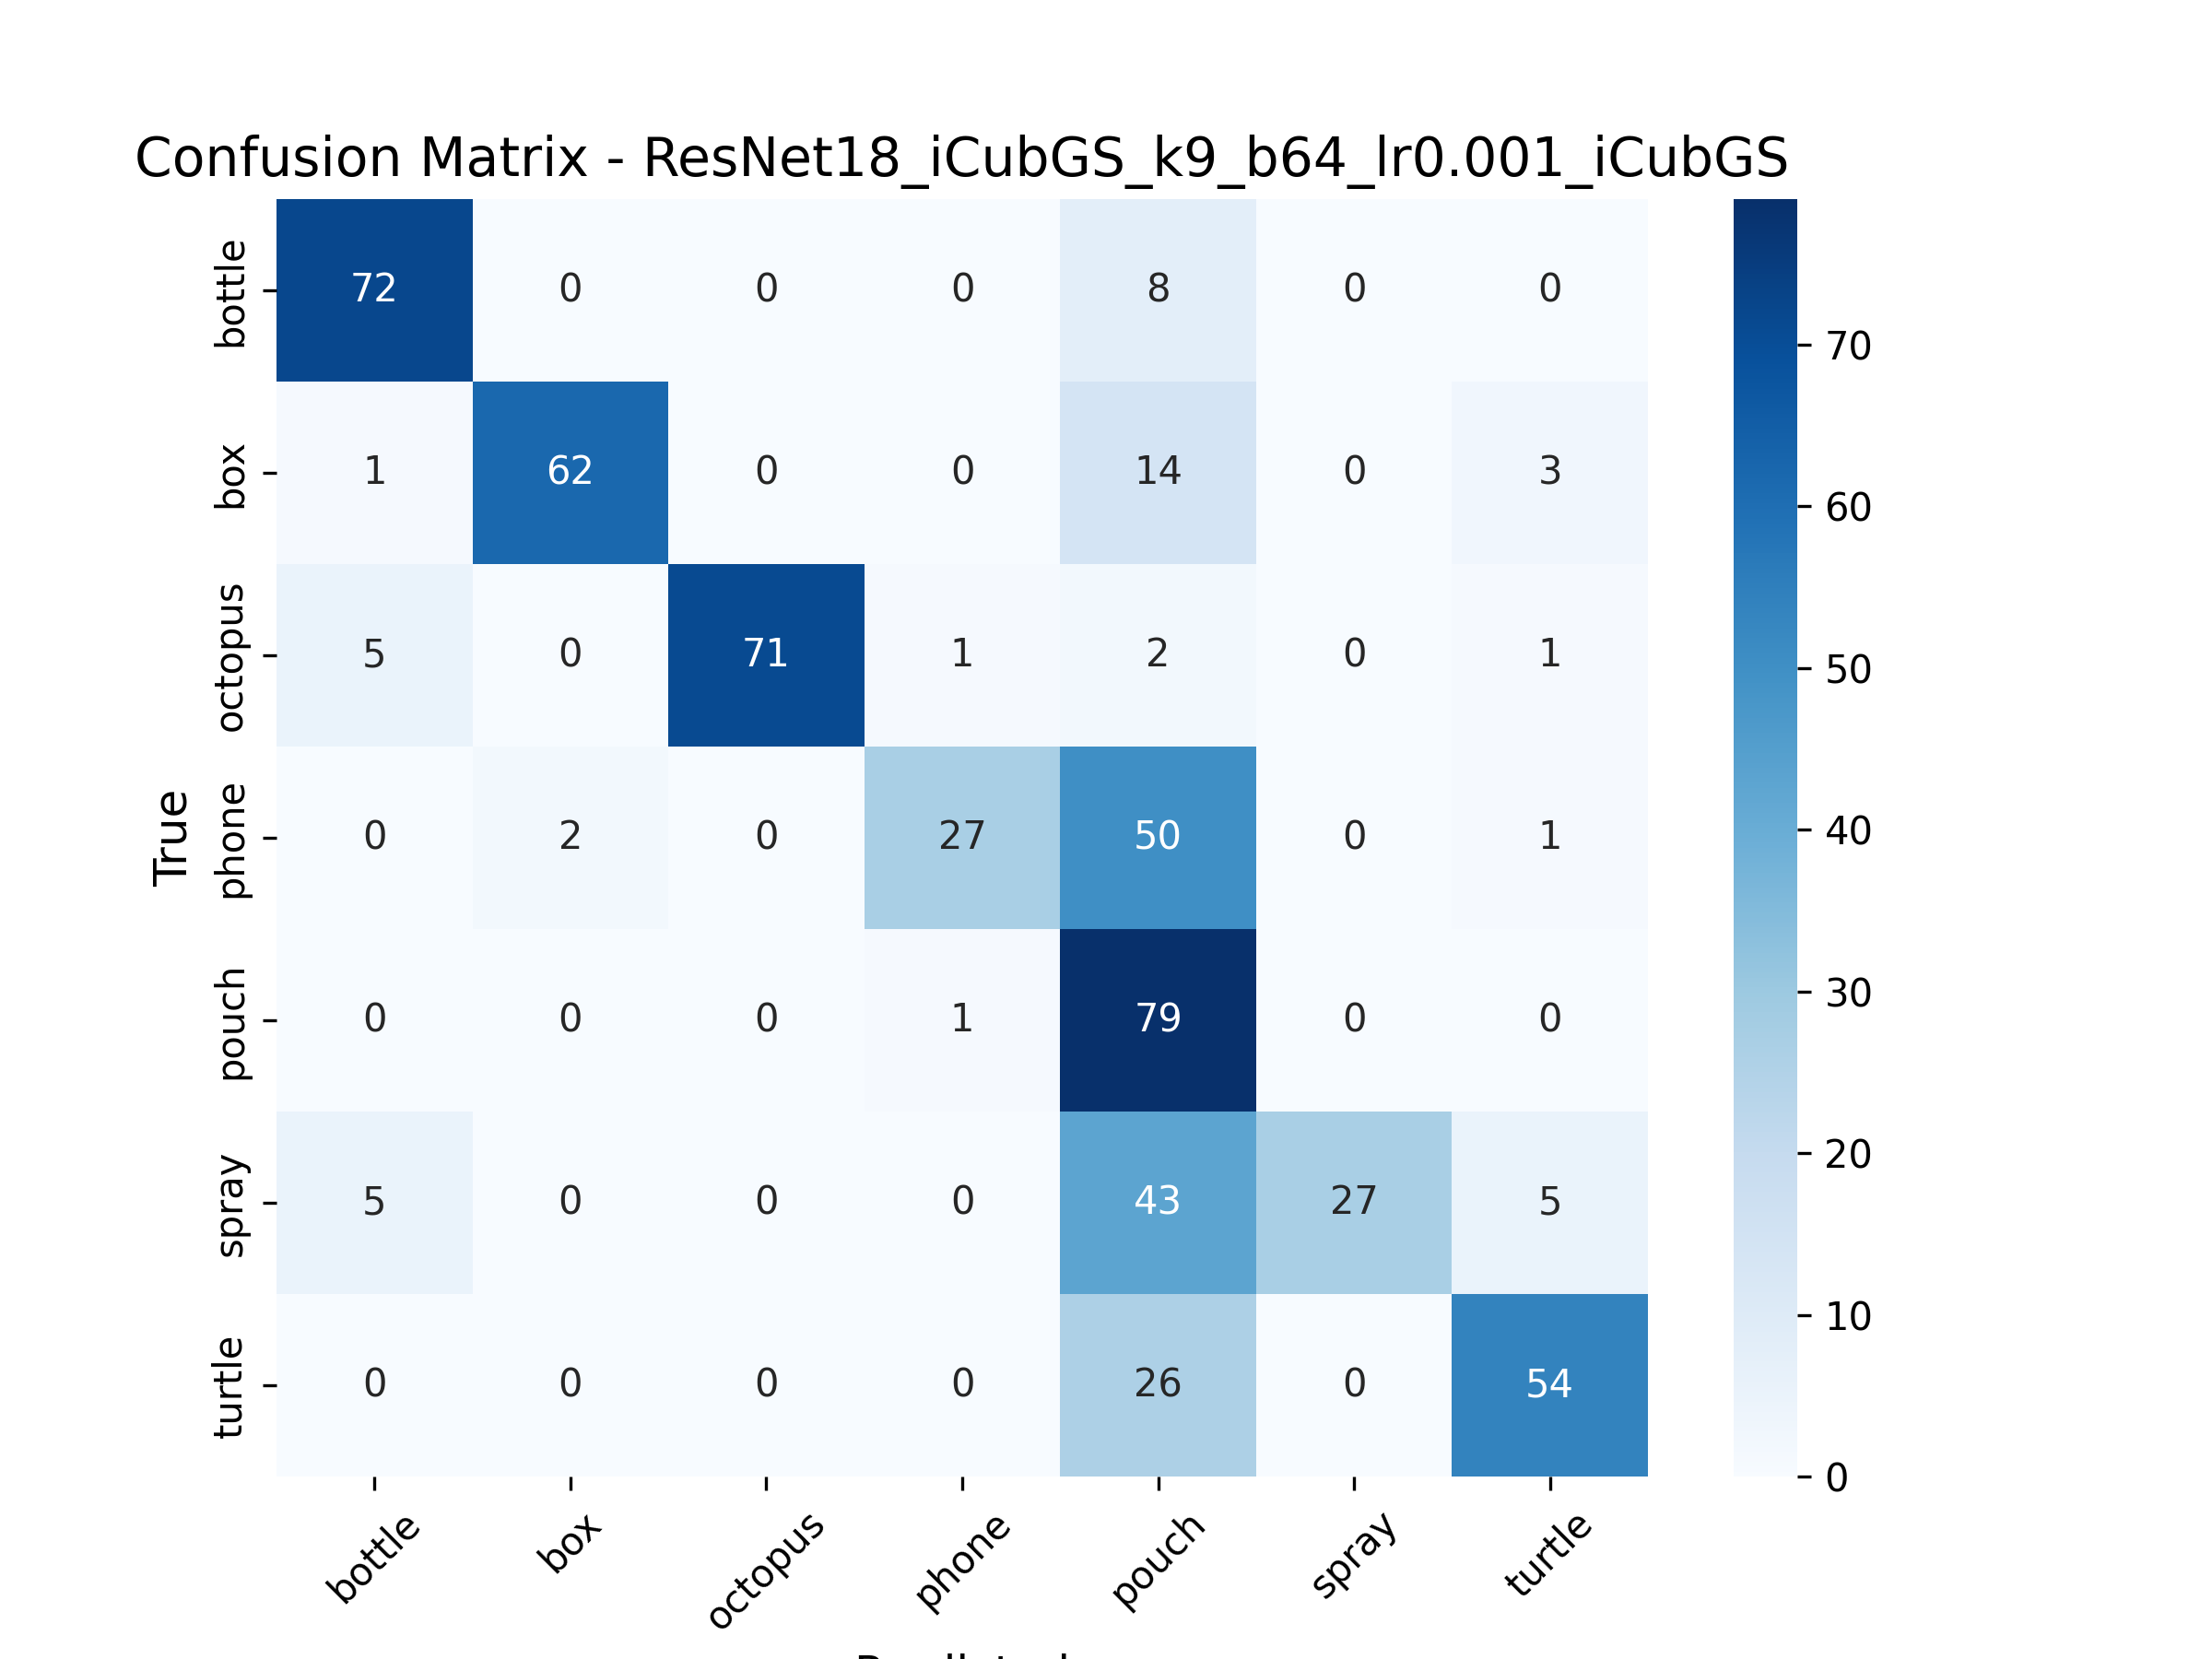 Confusion Matrix - ResNet18_iCubGS_k9_b64_lr0.001_iCubGS
True
bottle 72 0 0 0 8 0 0
box 1 62 0 0 14 0 3
octopus 5 0 71 1 2 0 1
phone 0 2 0 27 50 0 1
pouch 0 0 0 1 79 0 0
spray 5 0 0 0 43 27 5
turtle 0 0 0 0 26 0 54
bottle box octopus phone pouch spray turtle
70
60
50
40
30
20
10
0